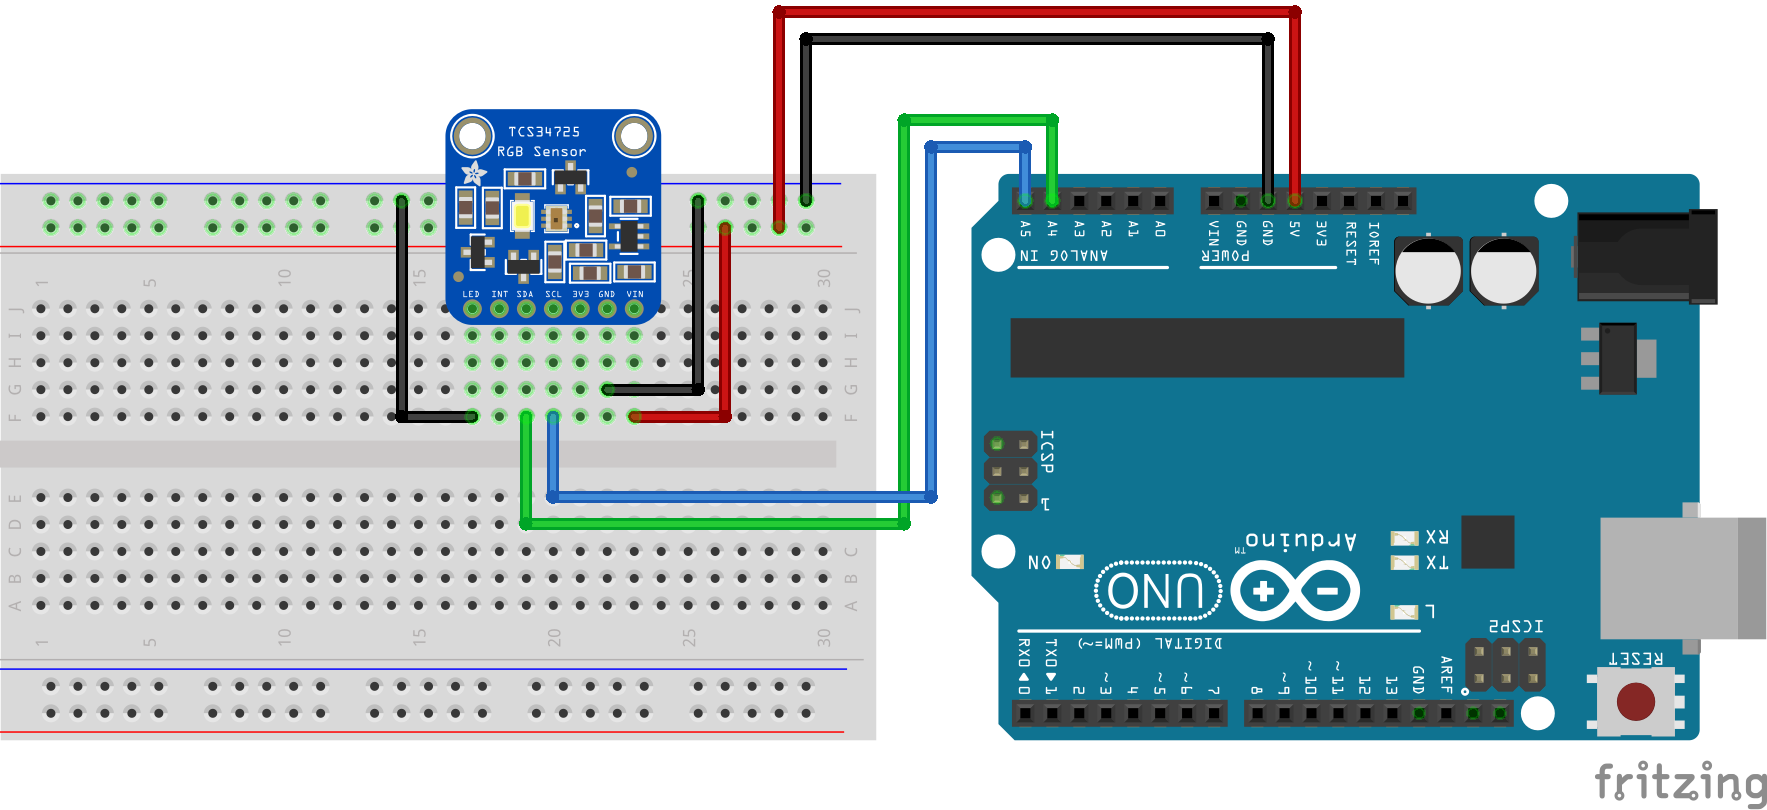 TCS34725
RGB Sensor
LED INT SDA SCL 3V3 GND VIN
1 5 10 15 25 30
J J
I I
H H
G G
F F
E
D
C C
B B
A A
1 5 10 15 20 25 30
A5 A4 A3 A2 A1 A0
ANALOG IN
VIN GND GND 5V 3V3 RESET IOREF
POWER
ICSP
1
ON
Arduino™
UNO
RX
TX
L
ICSP2
RESET
DIGITAL (PWM=~)
RX0 ◀ 0
TX0 ▶ 1
2
~3
4
~5
~6
7
8
~9
~10
~11
12
13
GND
AREF
fritzing